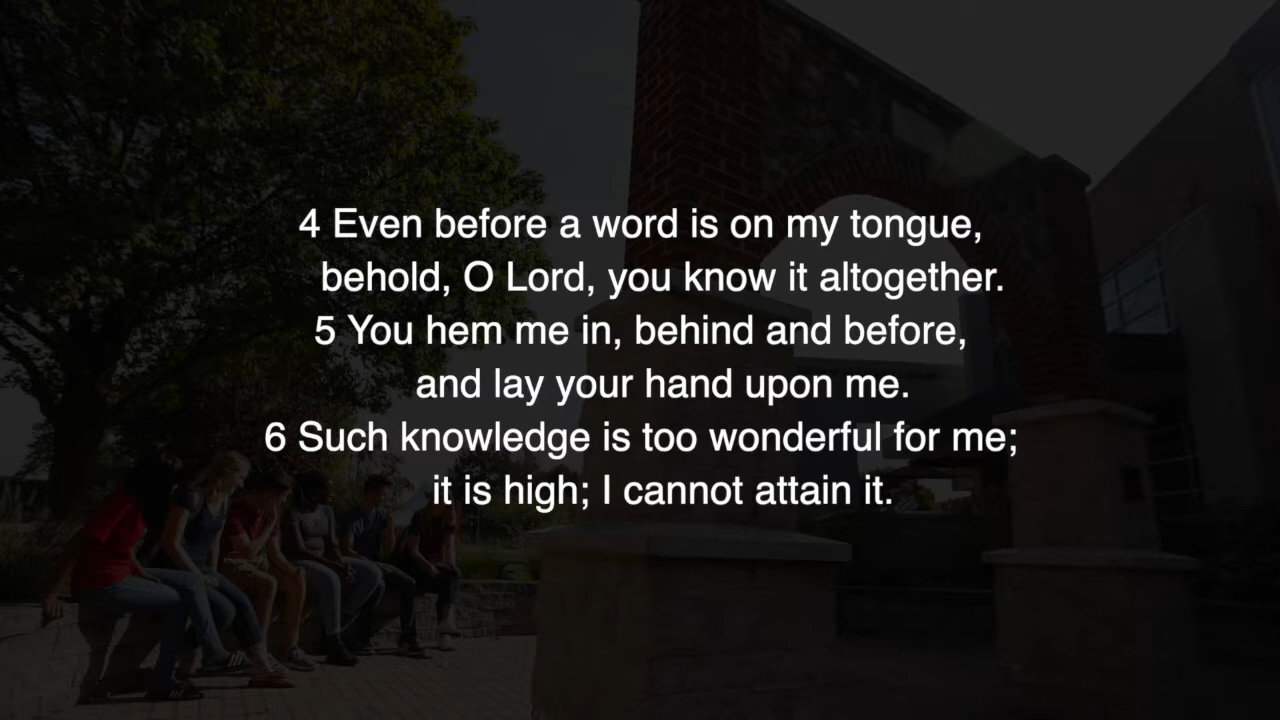 4 Even before a word is on my tongue,
behold, O Lord, you know it altogether.
5 You hem me in, behind and before,
and lay your hand upon me.
6 Such knowledge is too wonderful for me;
it is high; I cannot attain it.